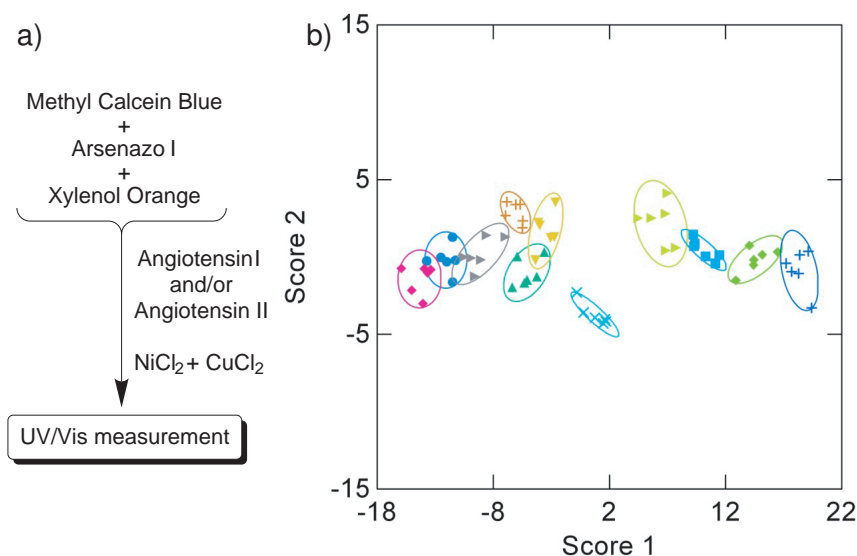 a)
Methyl Calcein Blue
+
Arsenazo I
+
Xylenol Orange
Angiotensin I
and/or
Angiotensin II
NiCl2 + CuCl2
UV/Vis measurement
b)
15
5
-5
-15
Score 2
-18 -8 2 12 22
Score 1